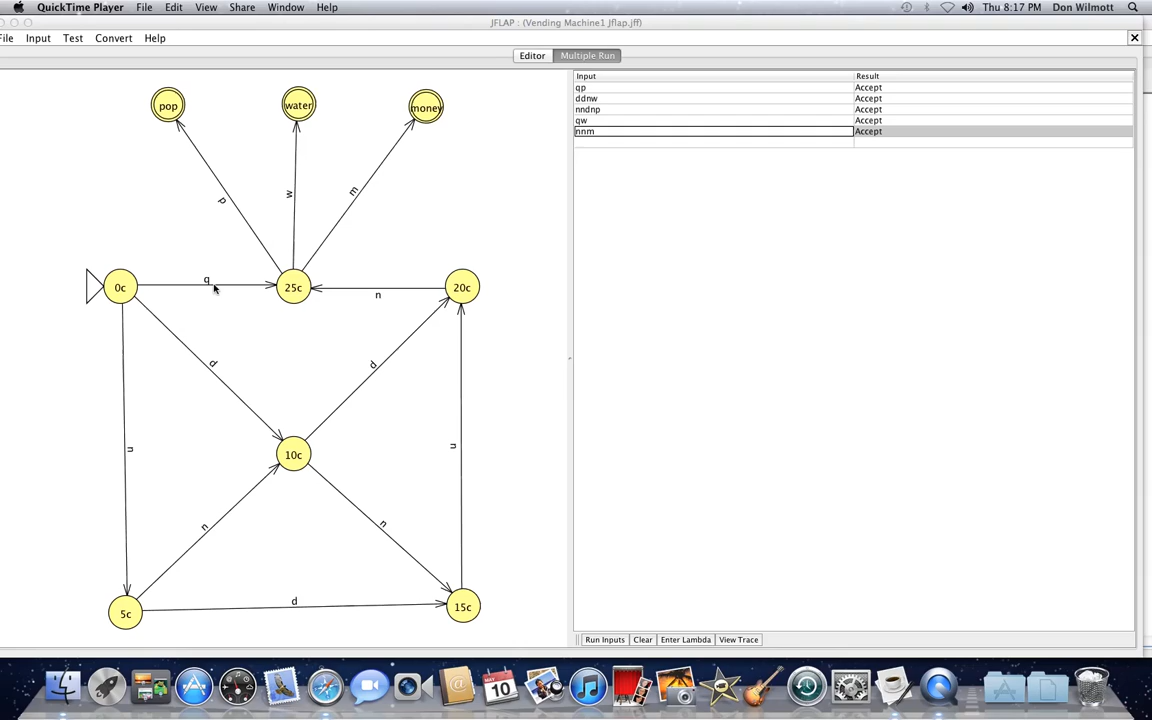 QuickTime Player File Edit View Share Window Help Thu 8:17 PM Don Wilmott
JFLAP : (Vending Machine1 Jflap.jff)
File Input Test Convert Help
Editor Multiple Run
Input Result
qp Accept
ddnw Accept
nndnp Accept
qw Accept
nnm Accept
pop water money
p w m
0c q 25c n 20c
d d
n n
10c
n n
d
5c 15c
Run Inputs Clear Enter Lambda View Trace
MAY
10